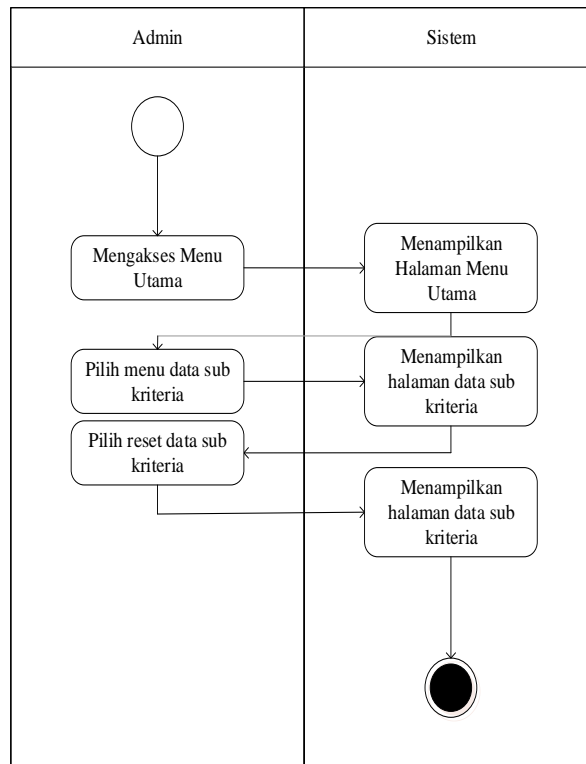 Admin
Sistem
Mengakses Menu
Utama
Menampilkan
Halaman Menu
Utama
Pilih menu data sub
kriteria
Menampilkan
halaman data sub
kriteria
Pilih reset data sub
kriteria
Menampilkan
halaman data sub
kriteria